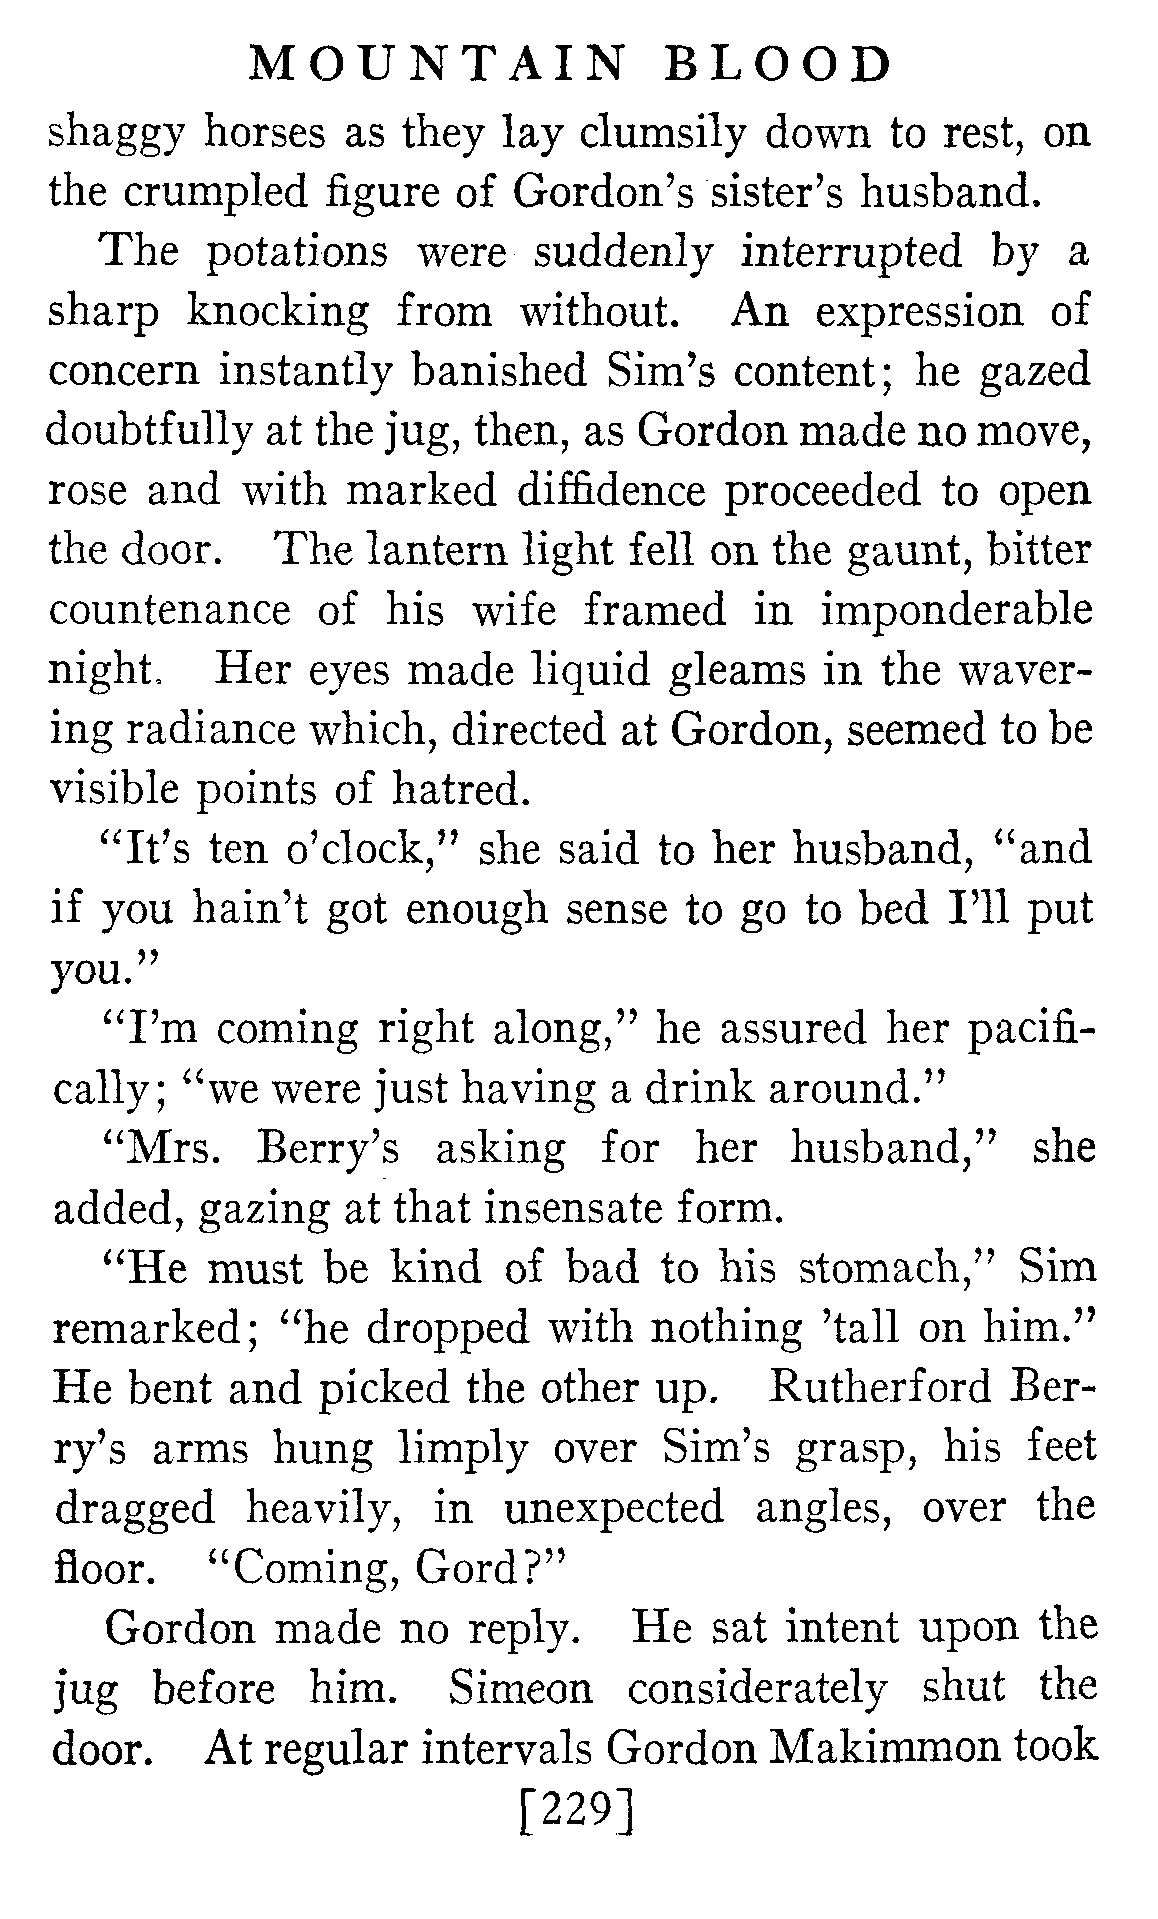 MOUNTAIN BLOOD
shaggy horses as they lay clumsily down to rest, on
the crumpled figure of Gordon's sister's husband.
The potations were suddenly interrupted by a
sharp knocking from without. An expression of
concern instantly banished Sim's content; he gazed
doubtfully at the jug, then, as Gordon made no move,
rose and with marked diffidence proceeded to open
the door. The lantern light fell on the gaunt, bitter
countenance of his wife framed in imponderable
night. Her eyes made liquid gleams in the waver-
ing radiance which, directed at Gordon, seemed to be
visible points of hatred.
"It's ten o'clock," she said to her husband, "and
if you hain't got enough sense to go to bed I'll put
you."
"I'm coming right along," he assured her pacifi-
cally; "we were just having a drink around."
"Mrs. Berry's asking for her husband," she
added, gazing at that insensate form.
"He must be kind of bad to his stomach," Sim
remarked; "he dropped with nothing 'tall on him."
He bent and picked the other up. Rutherford Ber-
ry's arms hung limply over Sim's grasp, his feet
dragged heavily, in unexpected angles, over the
floor. "Coming, Gord?"
Gordon made no reply. He sat intent upon the
jug before him. Simeon considerately shut the
door. At regular intervals Gordon Makimmon took
[229]